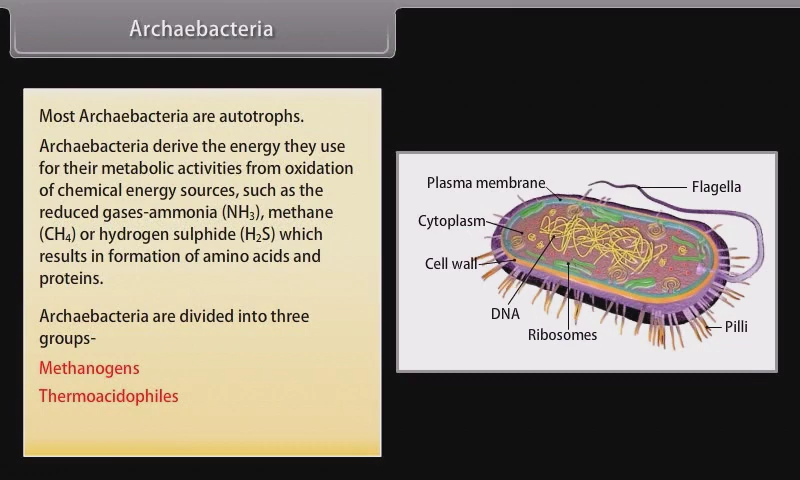 Archaebacteria
Most Archaebacteria are autotrophs.
Archaebacteria derive the energy they use
for their metabolic activities from oxidation
of chemical energy sources, such as the
reduced gases-ammonia (NH₃), methane
(CH₄) or hydrogen sulphide (H₂S) which
results in formation of amino acids and
proteins.
Archaebacteria are divided into three
groups-
Methanogens
Thermoacidophiles
Plasma membrane
Flagella
Cytoplasm
Cell wall
DNA
Ribosomes
Pilli